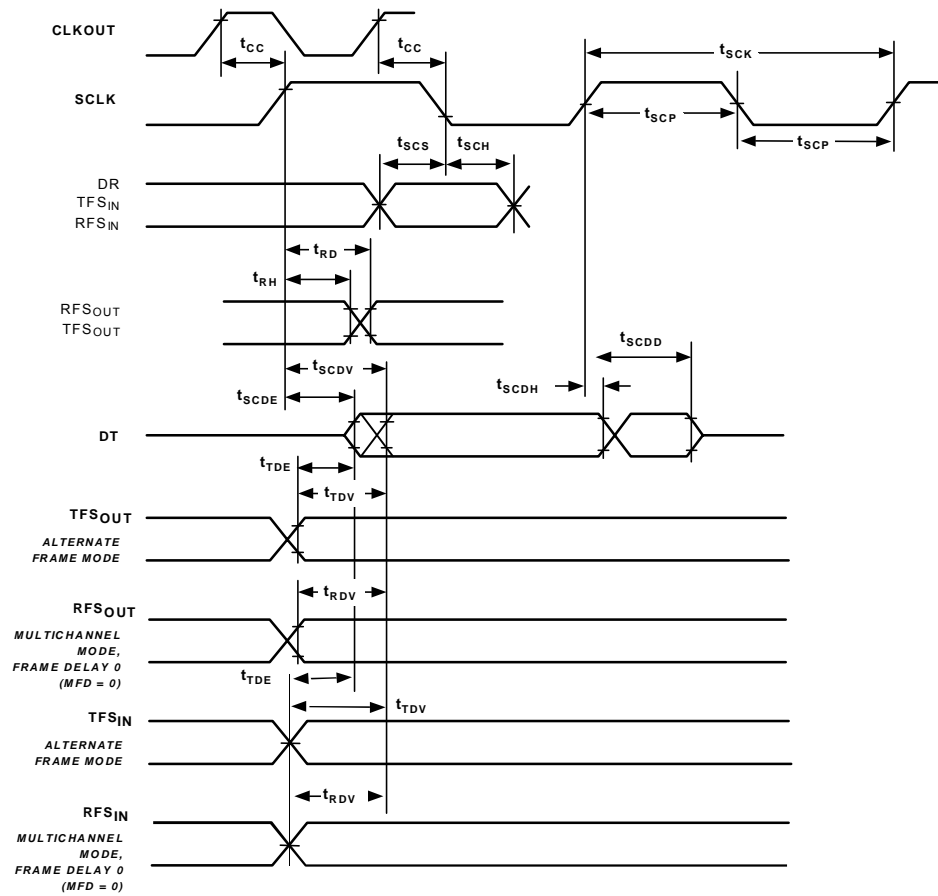 CLKOUT
tCC
tCC
tSCK
SCLK
tSCP
tSCP
tSCS
tSCH
DR
TFSIN
RFSIN
tRD
tRH
RFSOUT
TFSOUT
tSCDD
tSCDV
tSCDH
tSCDE
DT
tTDE
tTDV
TFSOUT
ALTERNATE
FRAME MODE
tRDV
RFSOUT
MULTICHANNEL
MODE,
FRAME DELAY 0
(MFD = 0)
tTDE
tTDV
TFSIN
ALTERNATE
FRAME MODE
tRDV
RFSIN
MULTICHANNEL
MODE,
FRAME DELAY 0
(MFD = 0)